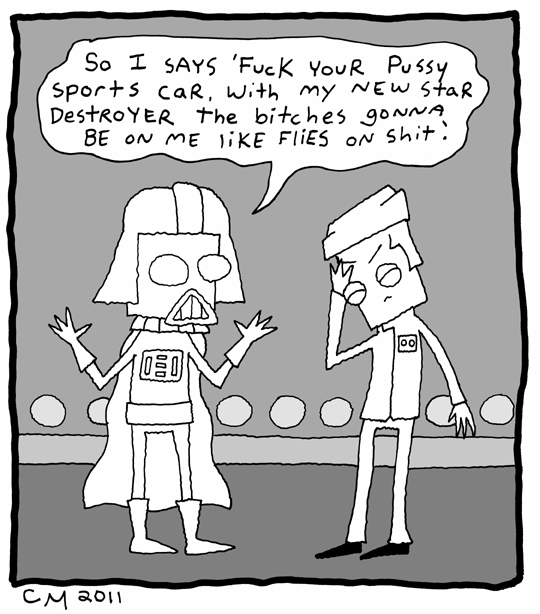 So I SAYS 'Fuck YouR Pussy
sports caR, with my NEW staR
DESTROYER the bitches gonna
BE ON ME liKE FliES oN shit'.
CM 2011